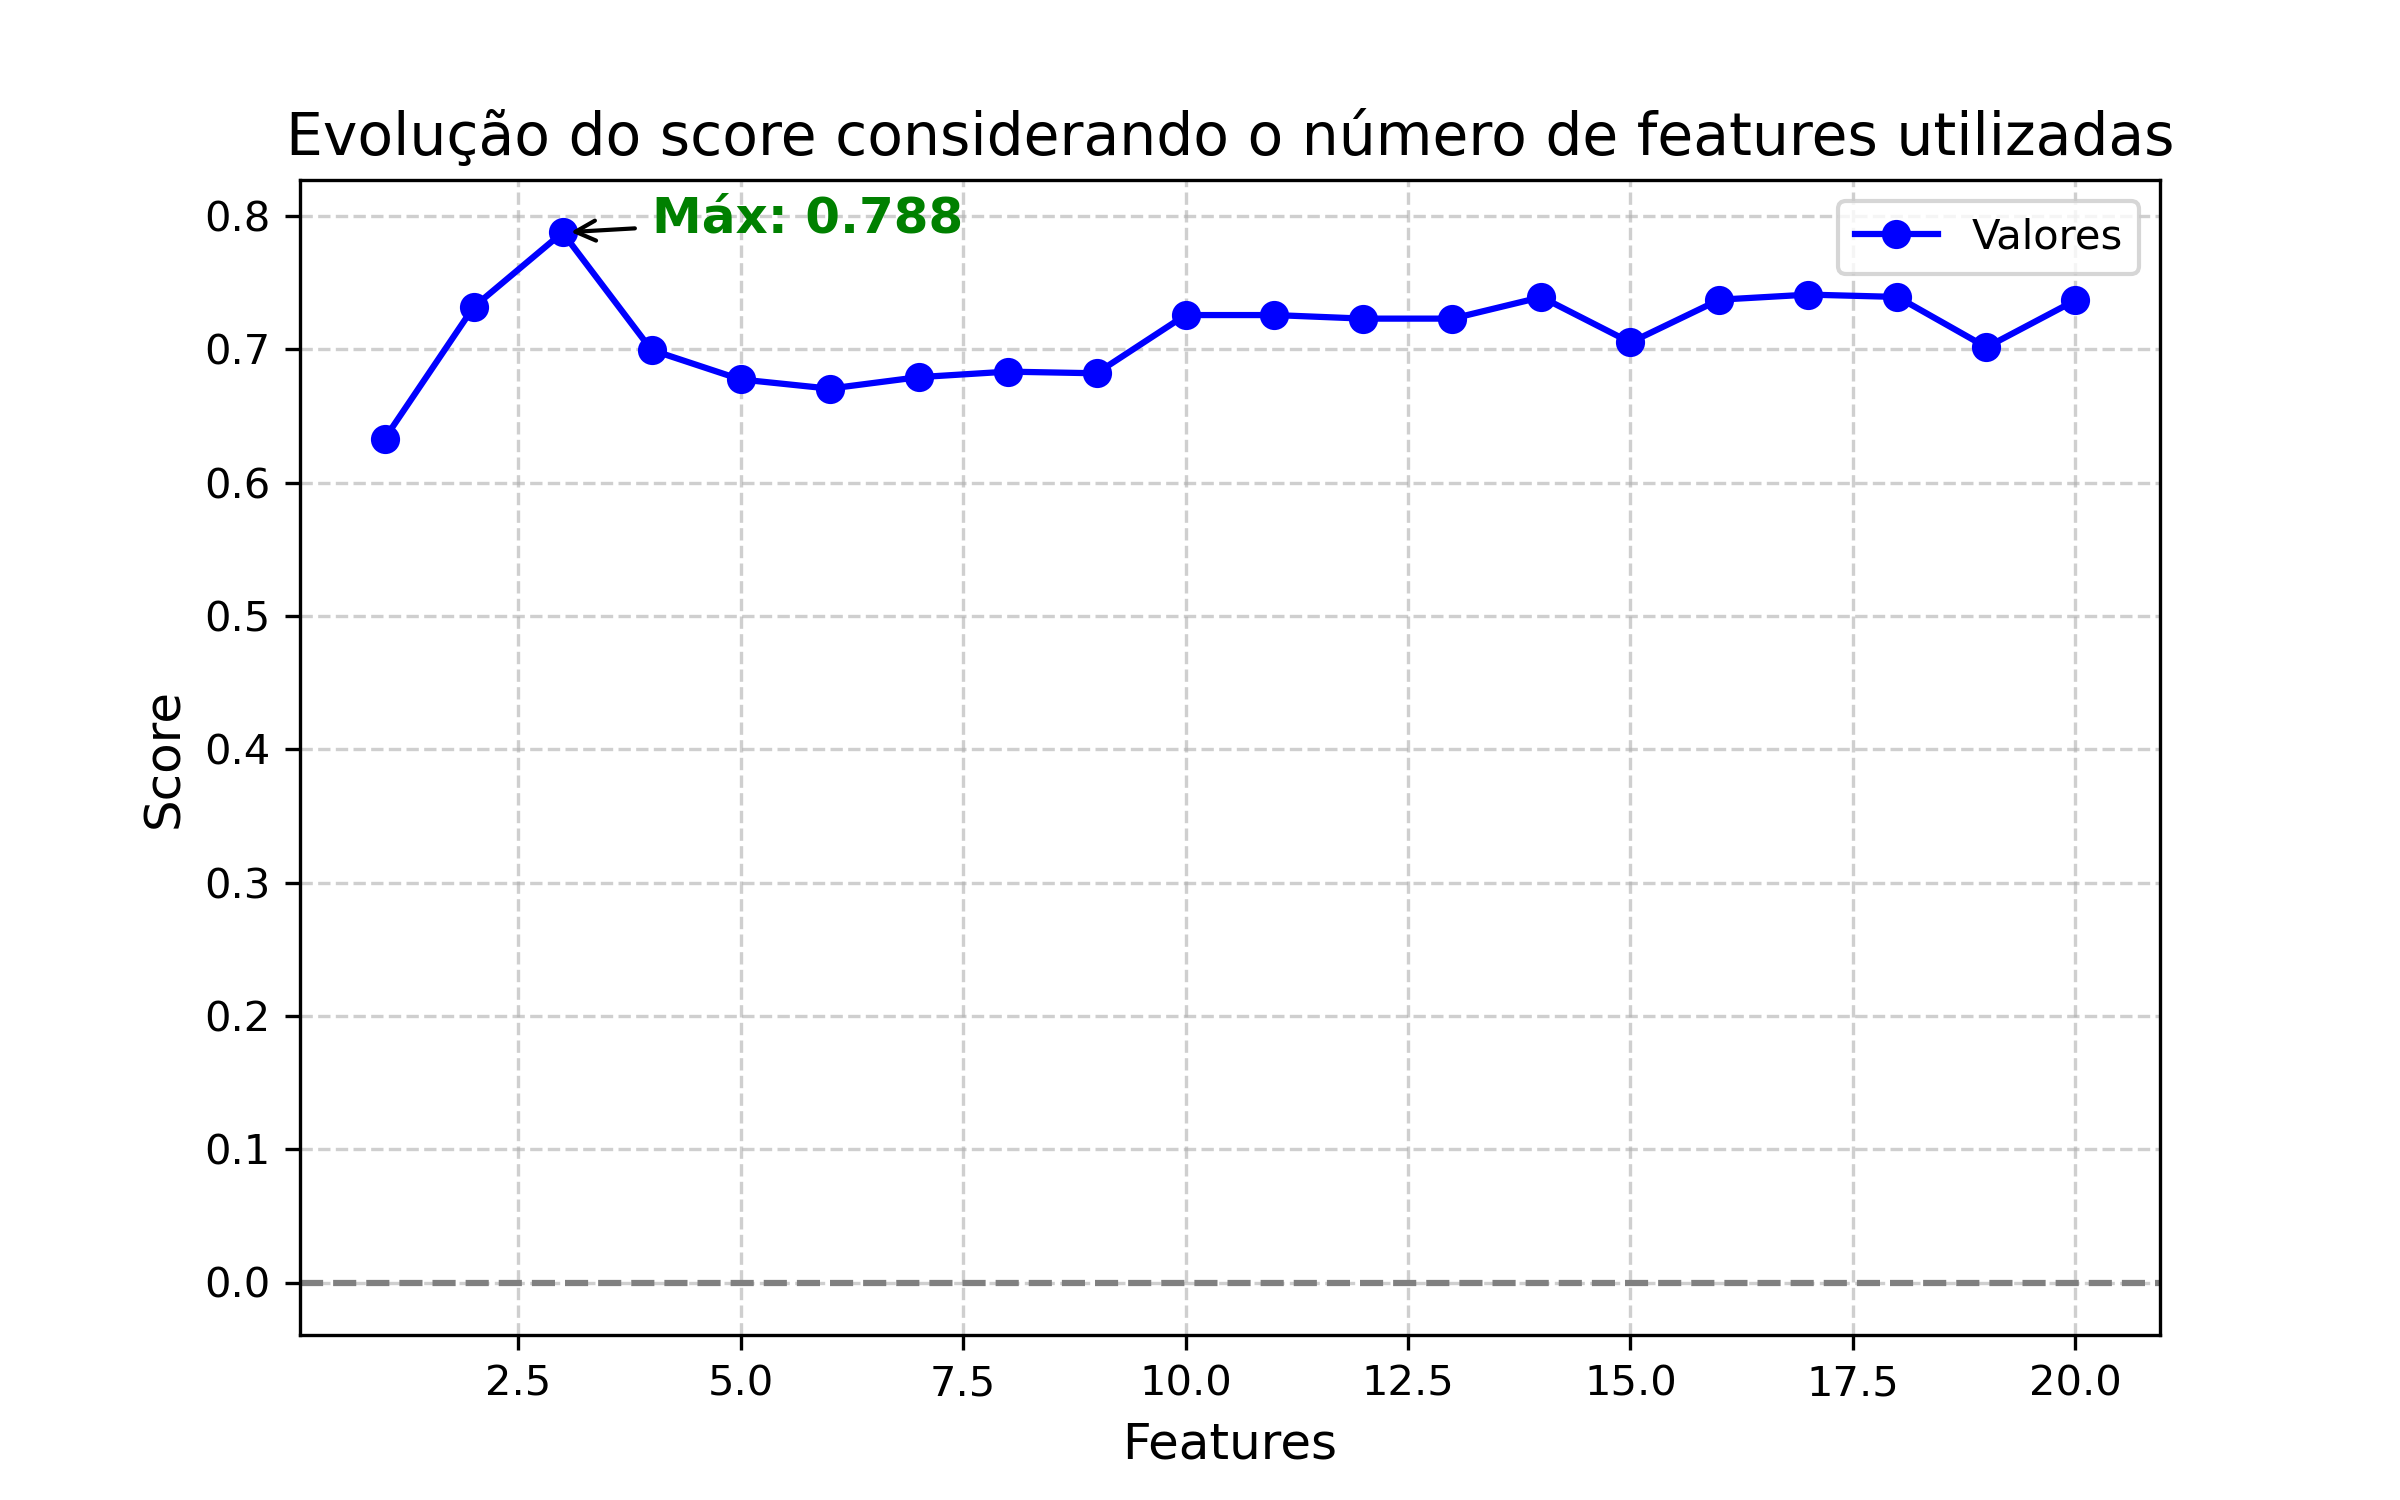 Evolução do score considerando o número de features utilizadas
Máx: 0.788
Valores
0.8
0.7
0.6
0.5
0.4
0.3
0.2
0.1
0.0
Score
2.5 5.0 7.5 10.0 12.5 15.0 17.5 20.0
Features